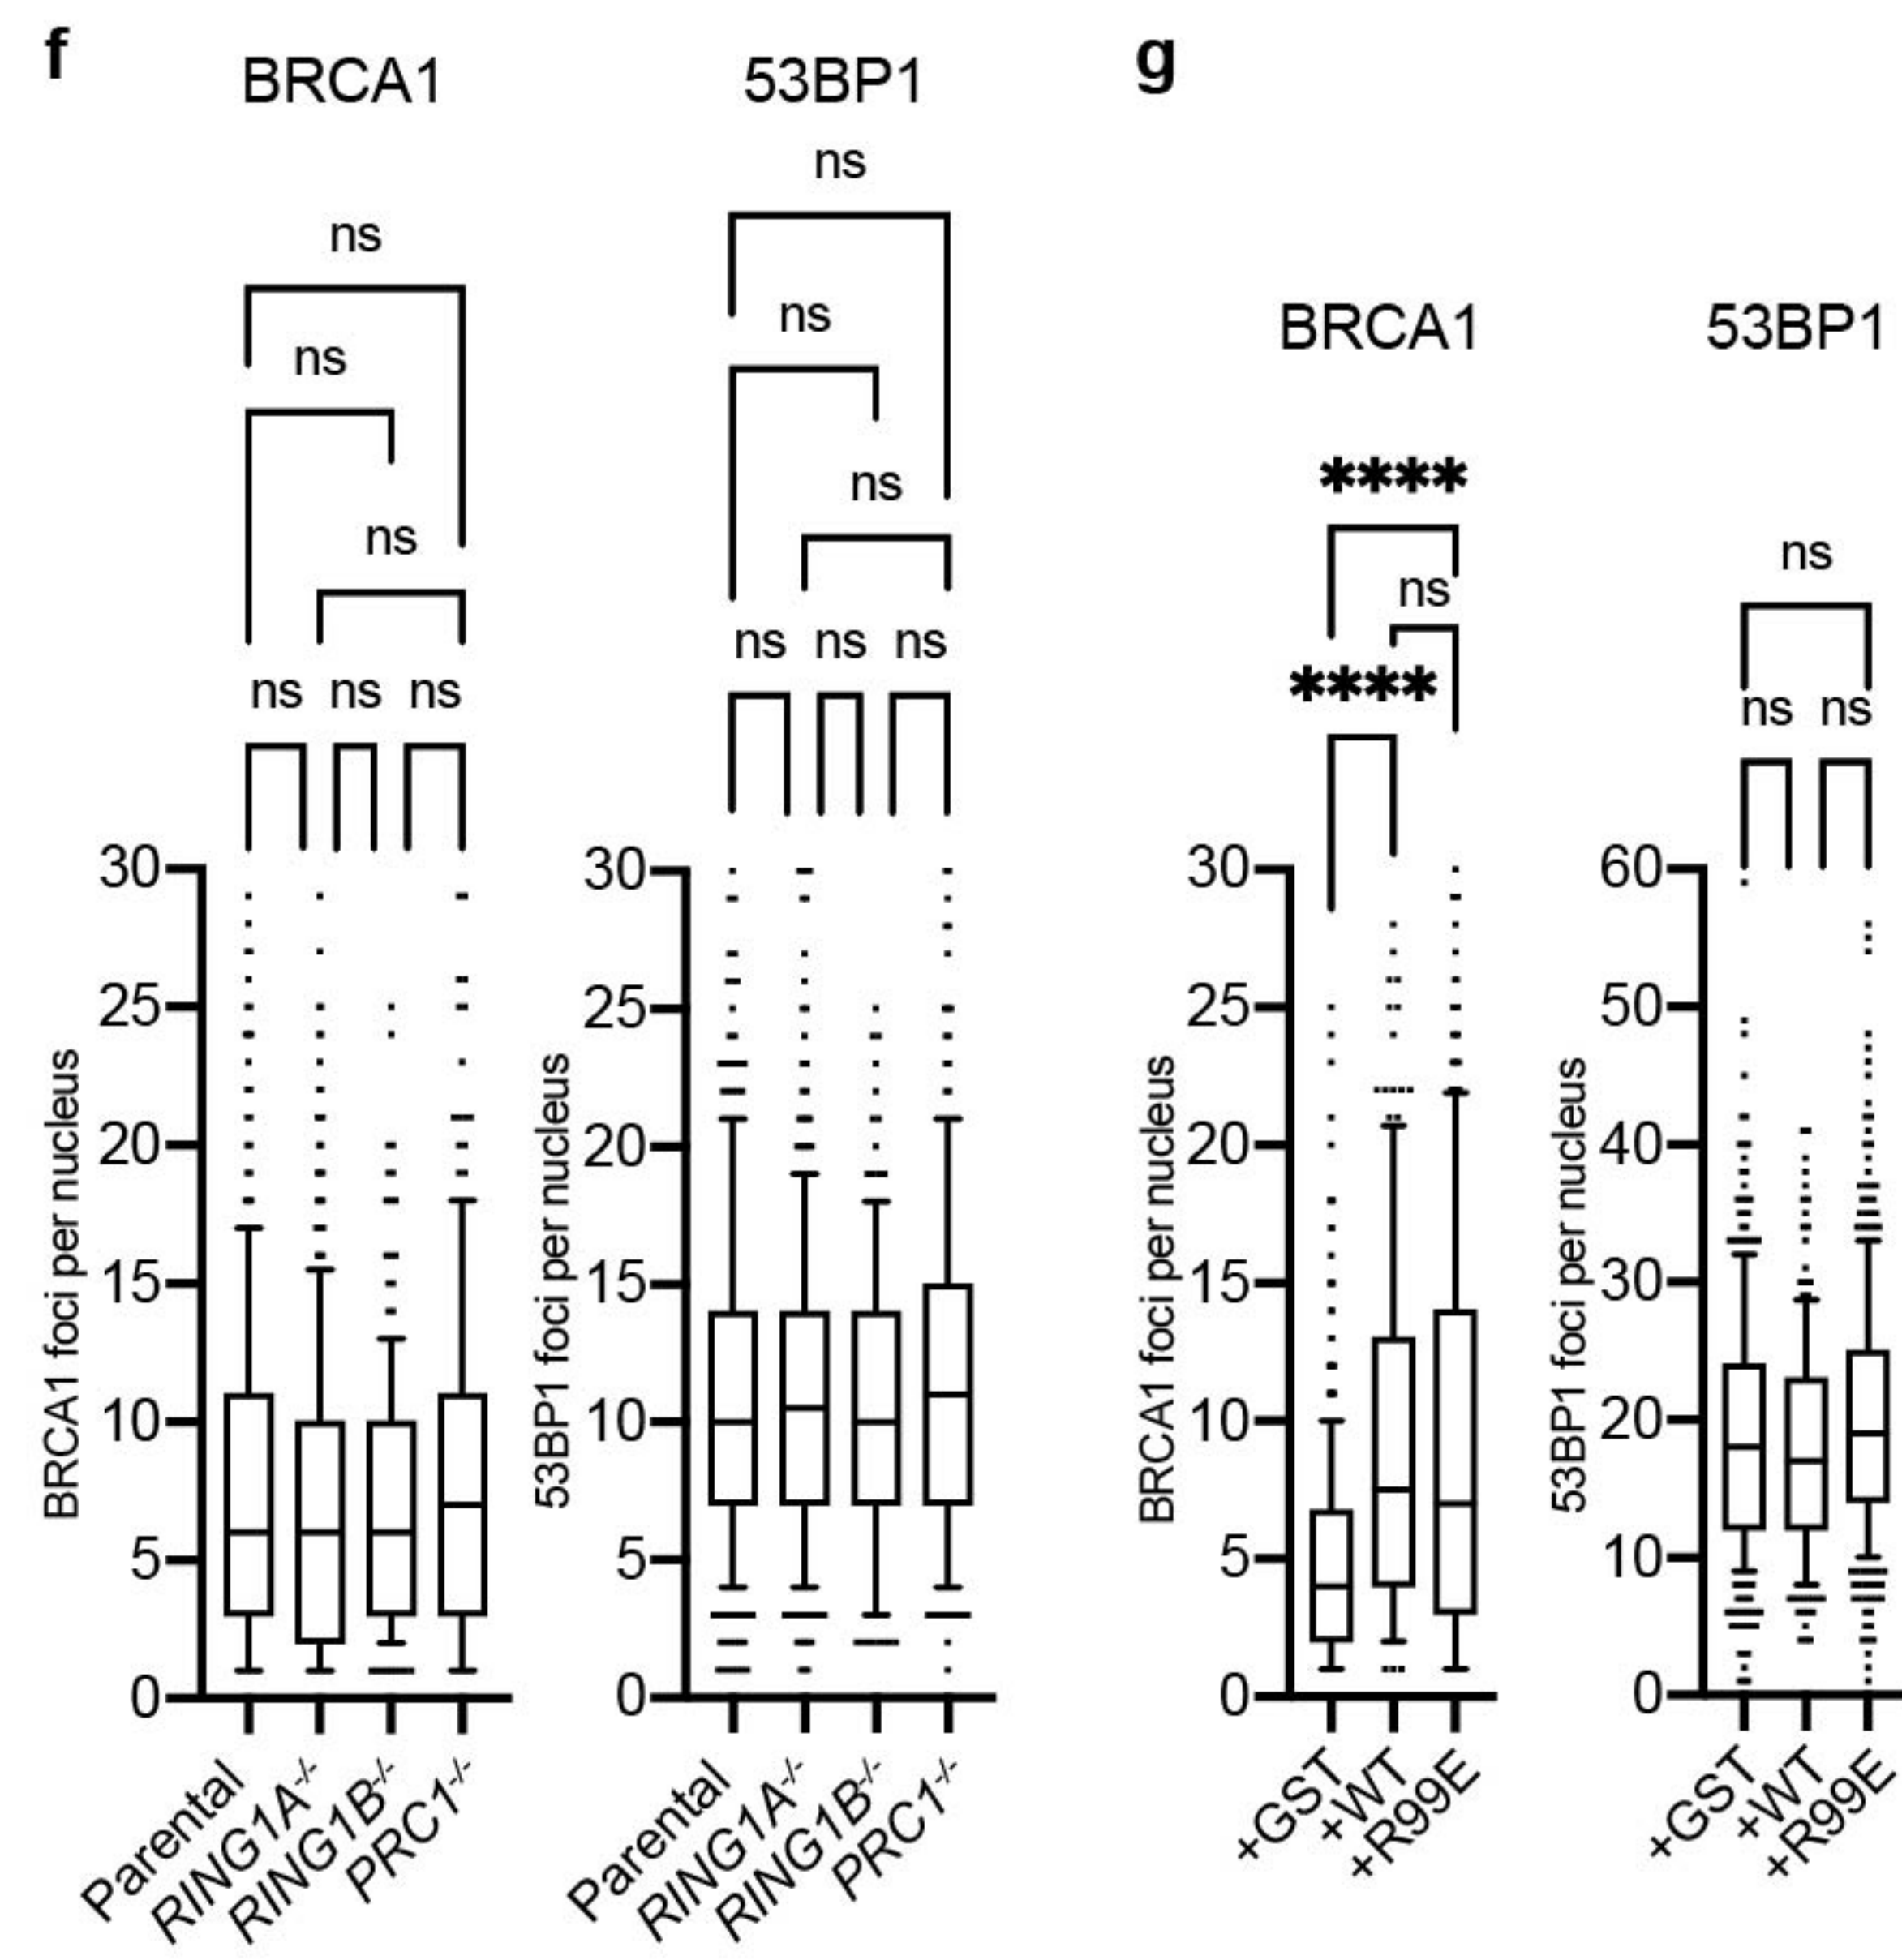 f
BRCA1
53BP1
g
ns
ns
ns
ns ns ns
30
25
20
15
10
5
0
BRCA1 foci per nucleus
Parental
RING1A-/-
RING1B-/-
PRC1-/-
ns
ns
ns
ns ns ns
30
25
20
15
10
5
0
53BP1 foci per nucleus
Parental
RING1A-/-
RING1B-/-
PRC1-/-
BRCA1
****
ns
****
30
25
20
15
10
5
0
BRCA1 foci per nucleus
+GST
+WT
+R99E
53BP1
ns
ns ns
60
50
40
30
20
10
0
53BP1 foci per nucleus
+GST
+WT
+R99E